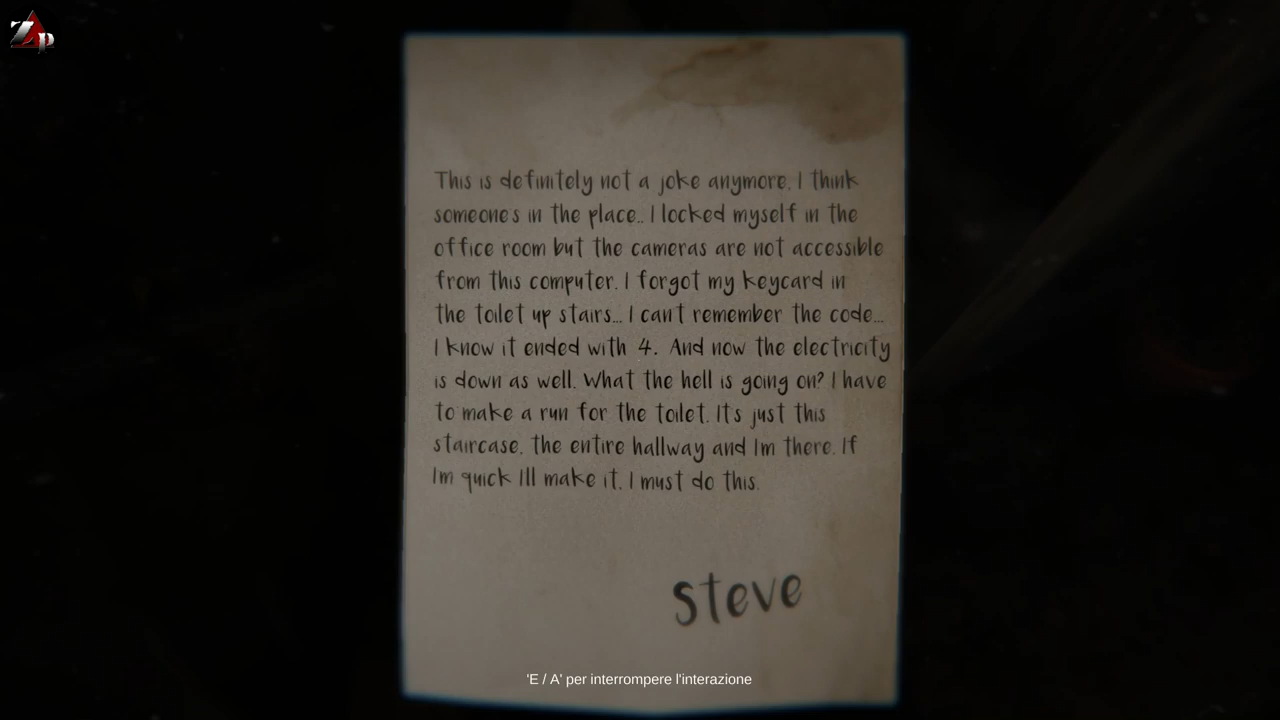 Zp
This is definitely not a joke anymore. I think
someone's in the place.. I locked myself in the
office room but the cameras are not accessible
from this computer. I forgot my keycard in
the toilet up stairs... I can't remember the code...
I know it ended with 4. And now the electricity
is down as well. What the hell is going on? I have
to make a run for the toilet. It's just this
staircase, the entire hallway and Im there. If
Im quick Ill make it. I must do this.
steve
'E / A' per interrompere l'interazione